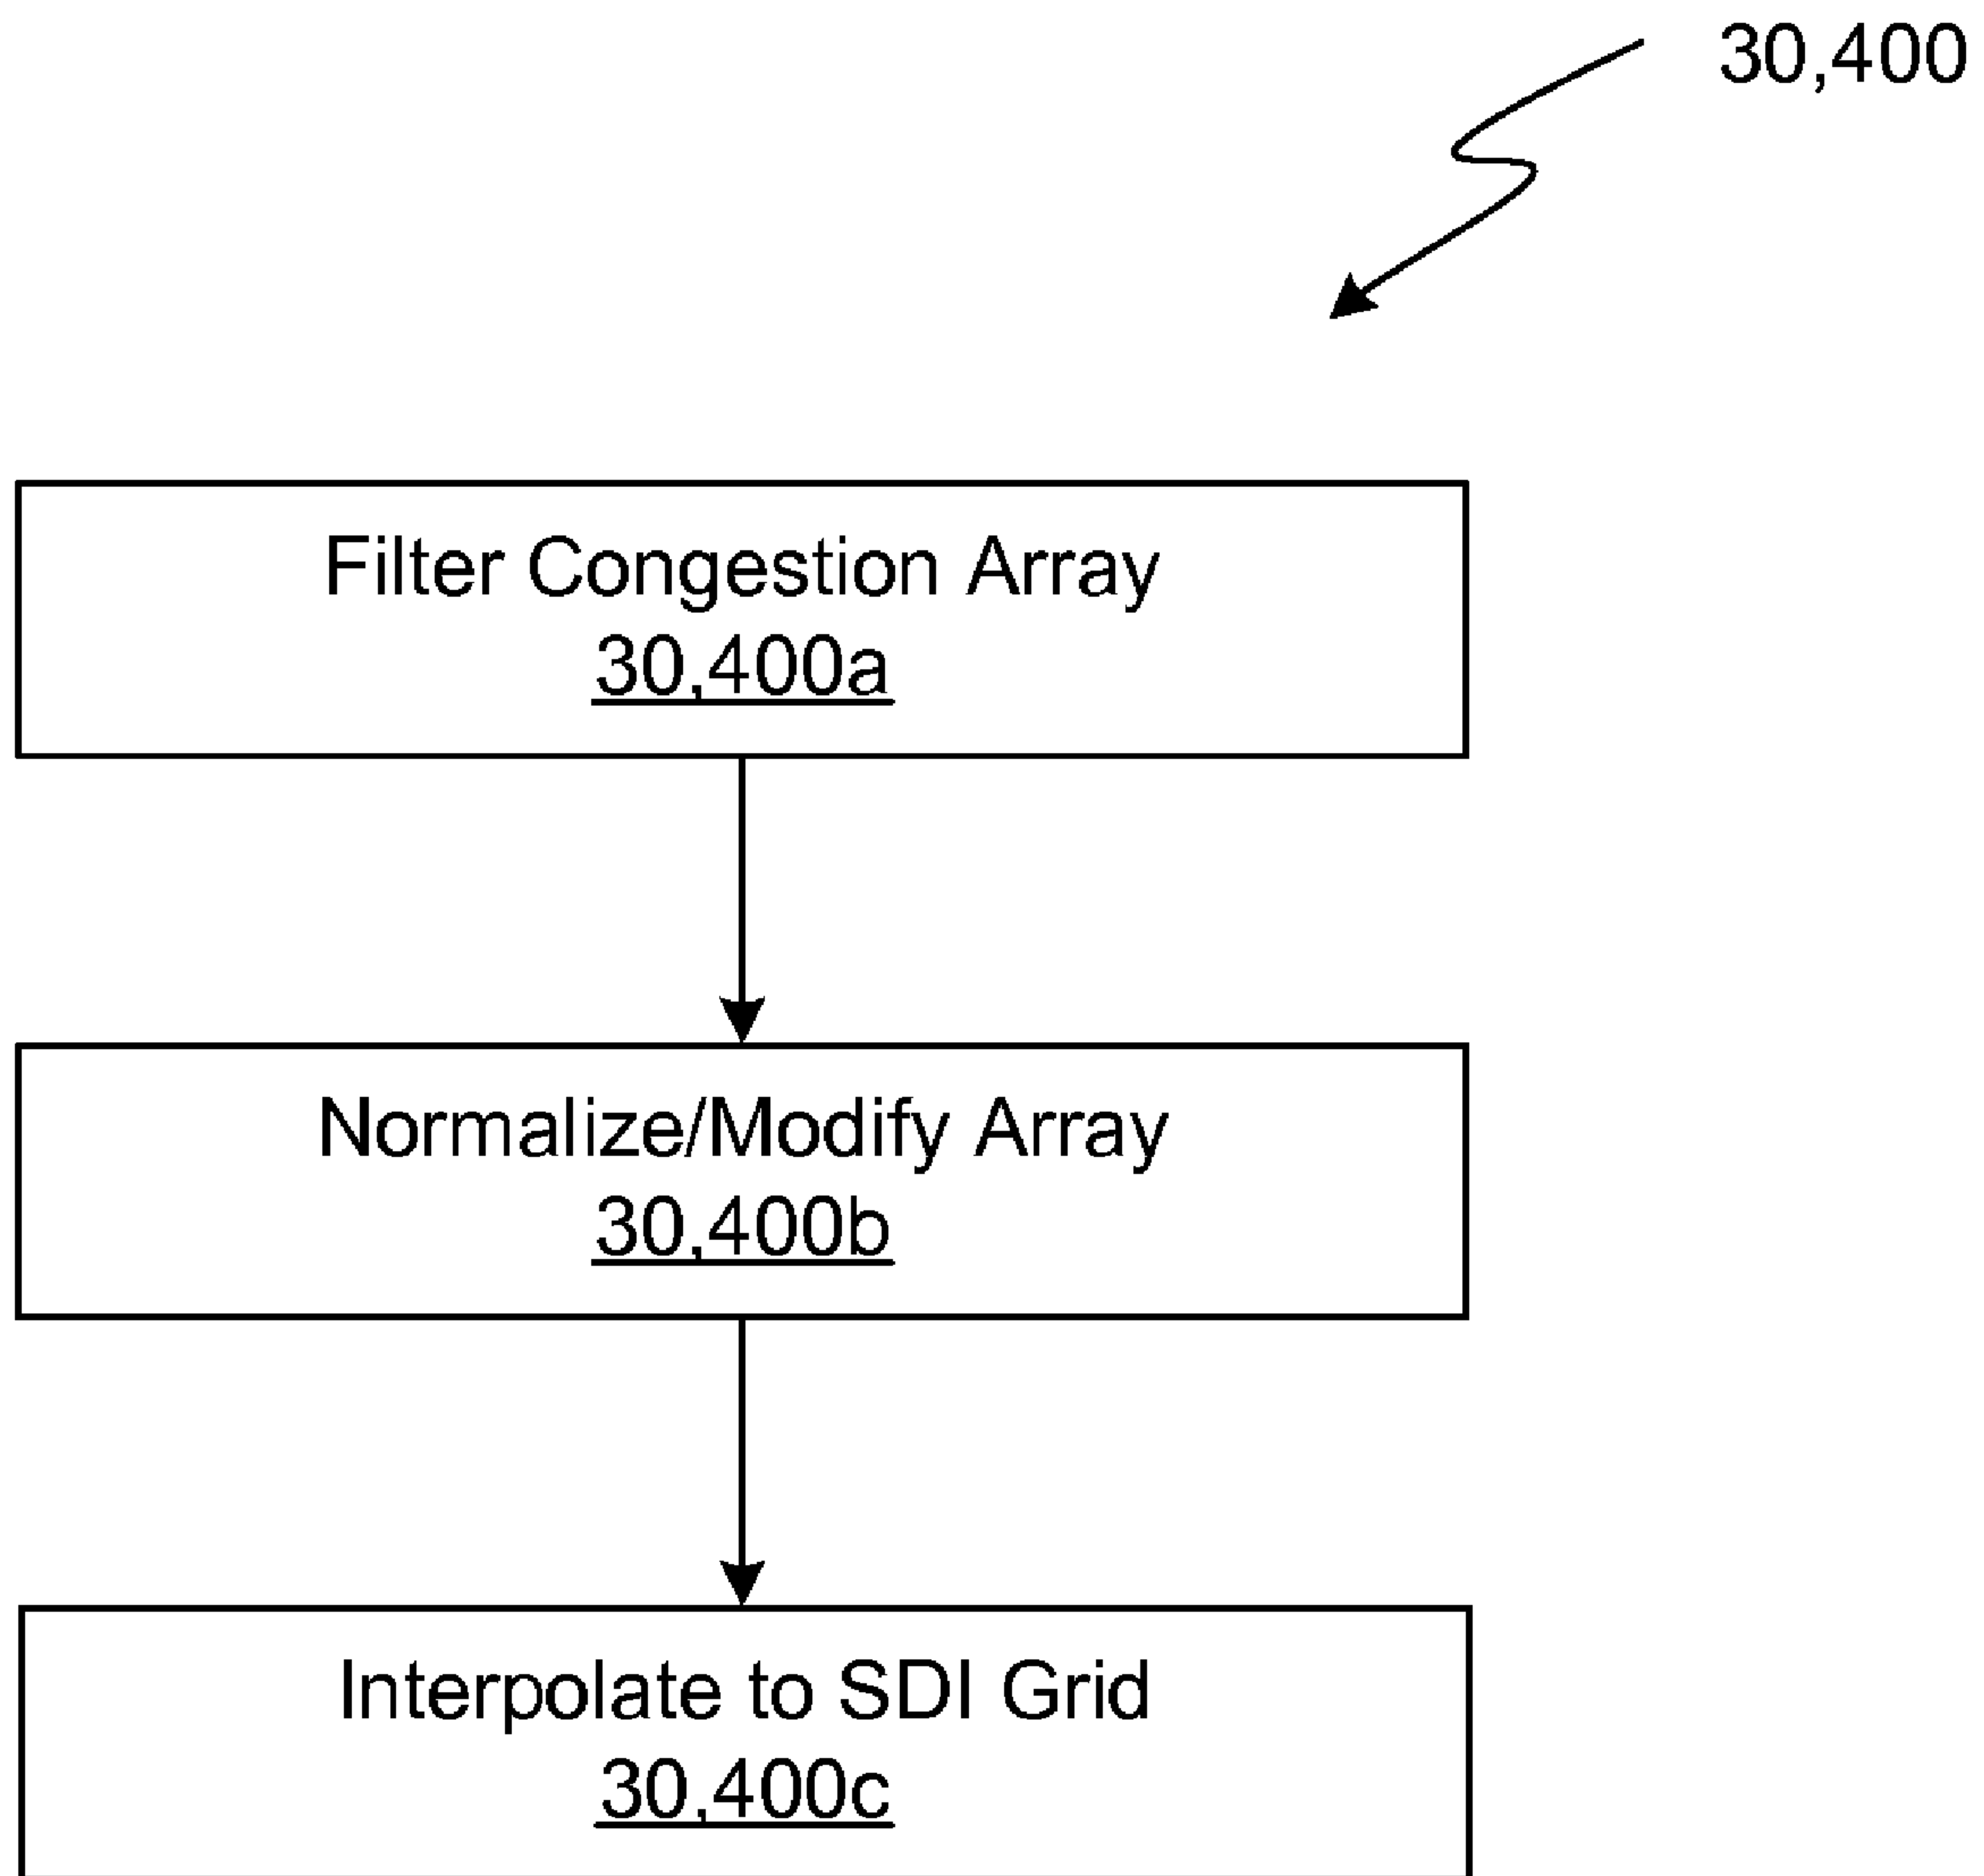 30,400
Filter Congestion Array
30,400a
Normalize/Modify Array
30,400b
Interpolate to SDI Grid
30,400c